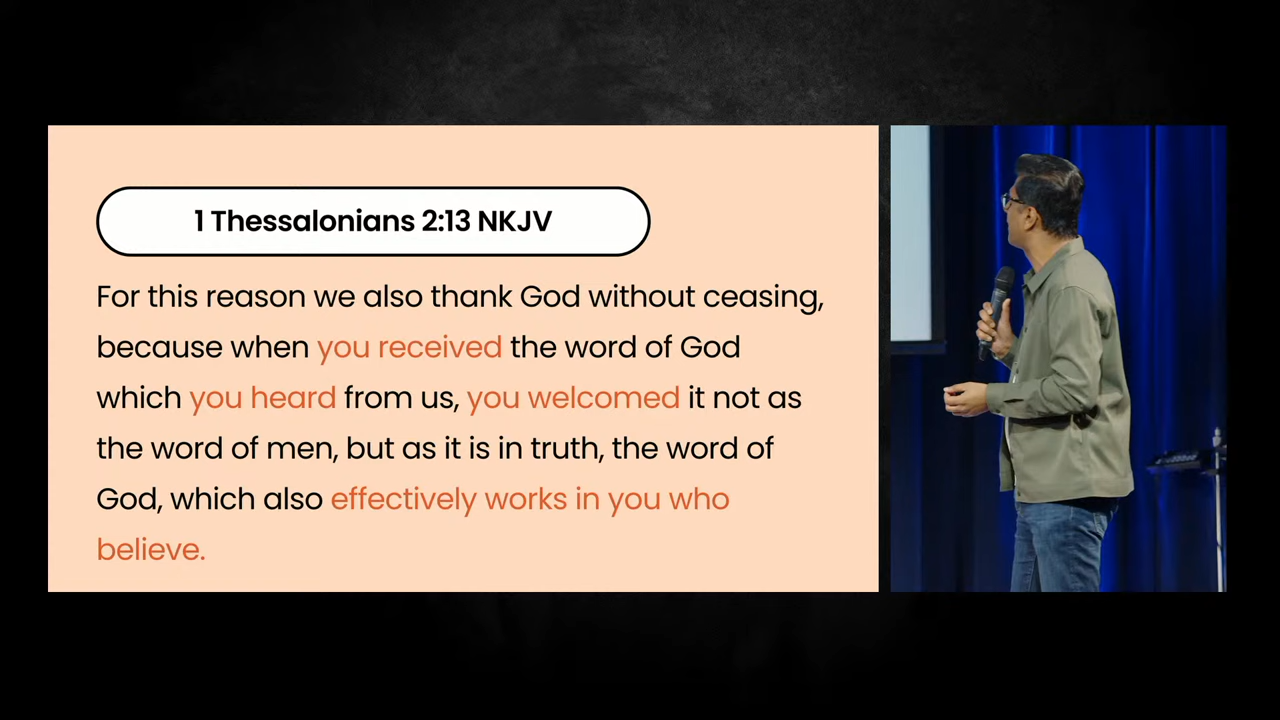 1 Thessalonians 2:13 NKJV
For this reason we also thank God without ceasing,
because when you received the word of God
which you heard from us, you welcomed it not as
the word of men, but as it is in truth, the word of
God, which also effectively works in you who
believe.